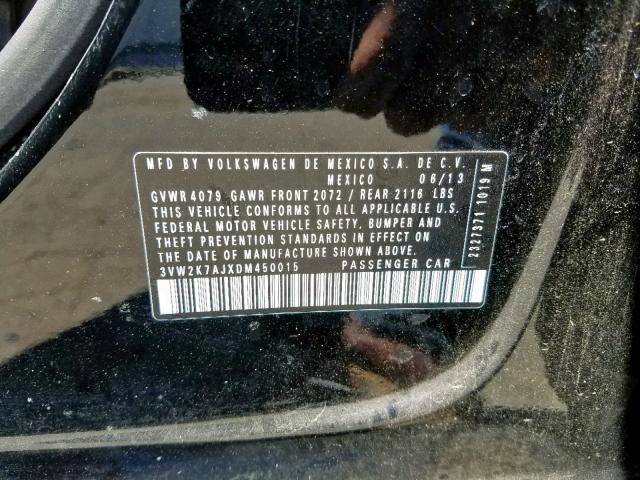 MFD BY VOLKSWAGEN DE MEXICO S.A. DE C.V.
MEXICO 06/13
GVWR 4079 GAWR FRONT 2072 / REAR 2116 LBS
THIS VEHICLE CONFORMS TO ALL APPLICABLE U.S.
FEDERAL MOTOR VEHICLE SAFETY, BUMPER AND
THEFT PREVENTION STANDARDS IN EFFECT ON
THE DATE OF MANUFACTURE SHOWN ABOVE.
3VW2K7AJXDM450015 PASSENGER CAR
2327371 1019 M